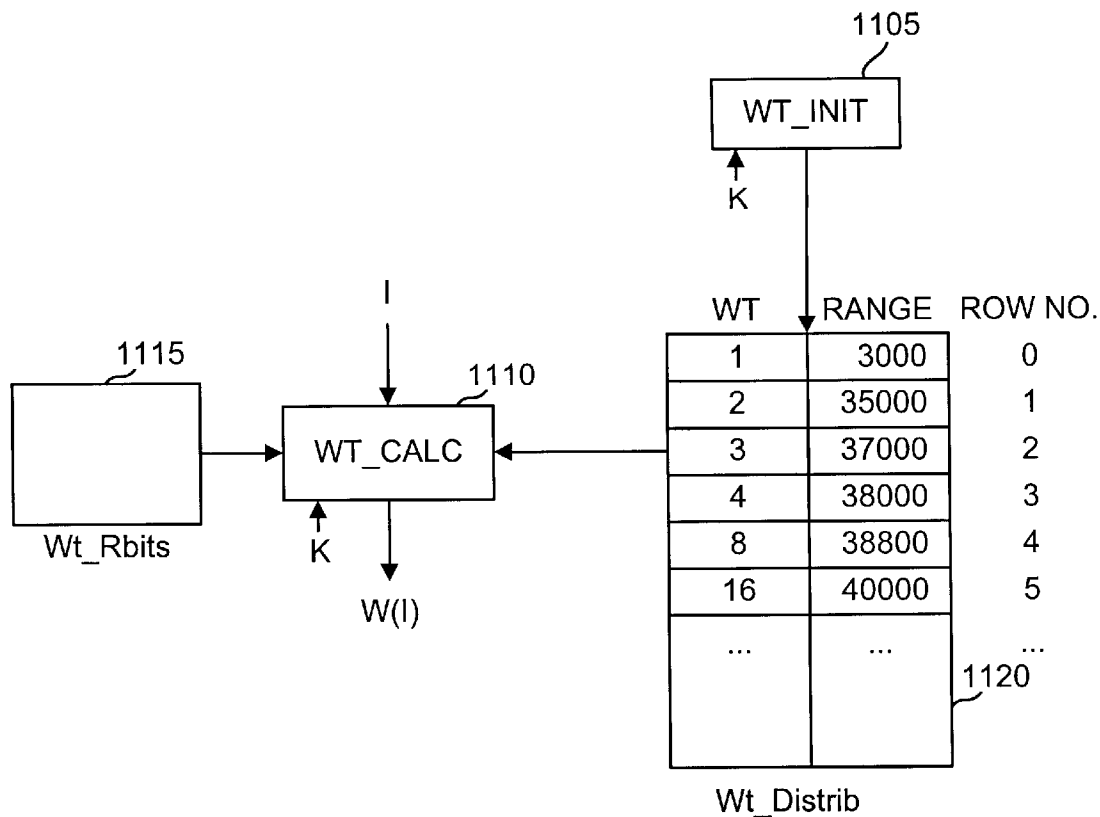 1105
WT_INIT
K
I
WT RANGE ROW NO.
1 3000 0
2 35000 1
3 37000 2
4 38000 3
8 38800 4
16 40000 5
... ... ...
1115
1110
WT_CALC
Wt_Rbits
K
W(I)
1120
Wt_Distrib